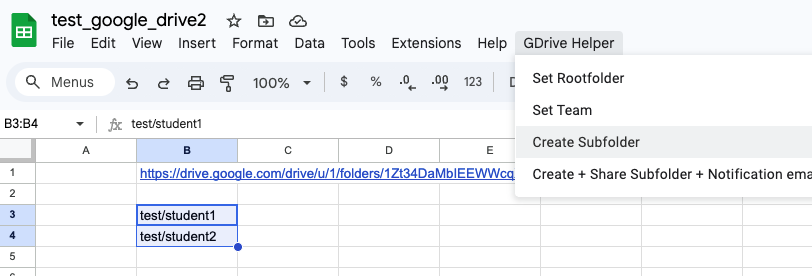 test_google_drive2
File Edit View Insert Format Data Tools Extensions Help GDrive Helper
Menus 100% $ % .0 .00 123
Set Rootfolder
Set Team
Create Subfolder
Create + Share Subfolder + Notification ema
B3:B4 fx test/student1
A B C D E
1 https://drive.google.com/drive/u/1/folders/1Zt34DaMblEEWWcq
2
3 test/student1
4 test/student2
5